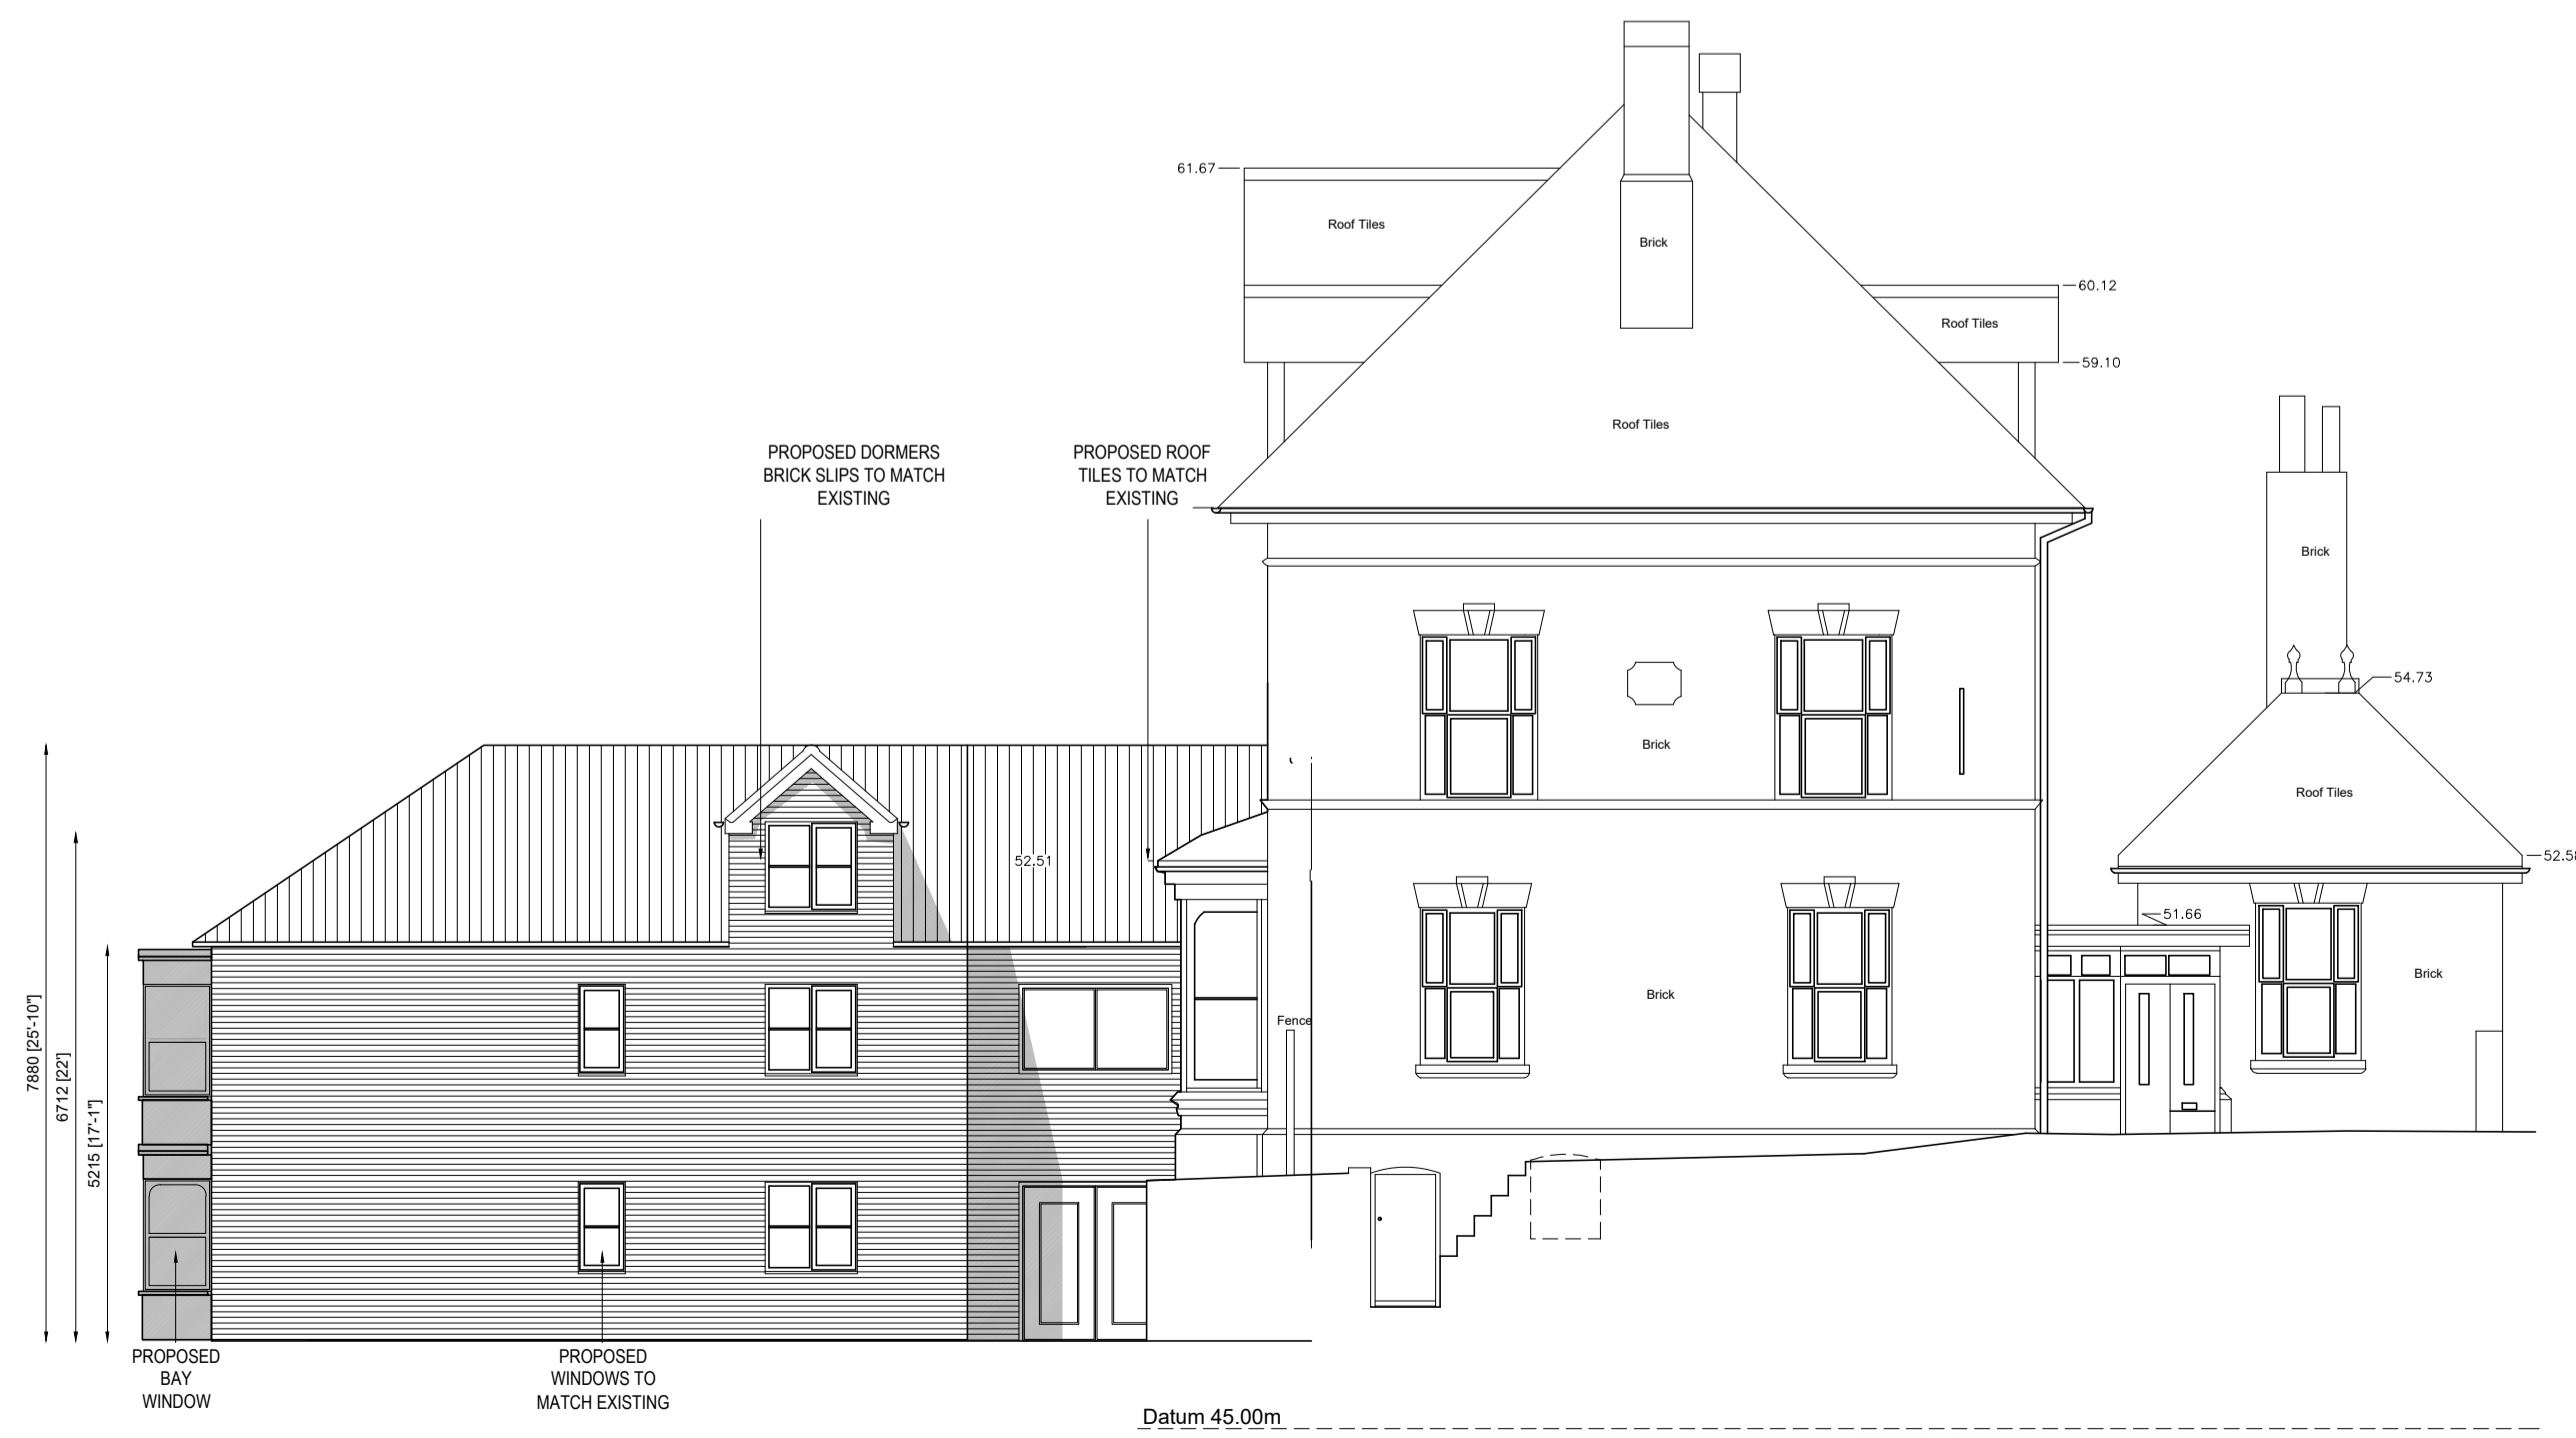 61.67
Roof Tiles
Brick
60.12
Roof Tiles
59.10
Roof Tiles
PROPOSED DORMERS
BRICK SLIPS TO MATCH
EXISTING
PROPOSED ROOF
TILES TO MATCH
EXISTING
Brick
54.73
Brick
Roof Tiles
52.51
52.58
51.66
Brick
Brick
Fence
7880 [25'-10"]
6712 [22']
5215 [17'-1"]
PROPOSED
BAY
WINDOW
PROPOSED
WINDOWS TO
MATCH EXISTING
Datum 45.00m